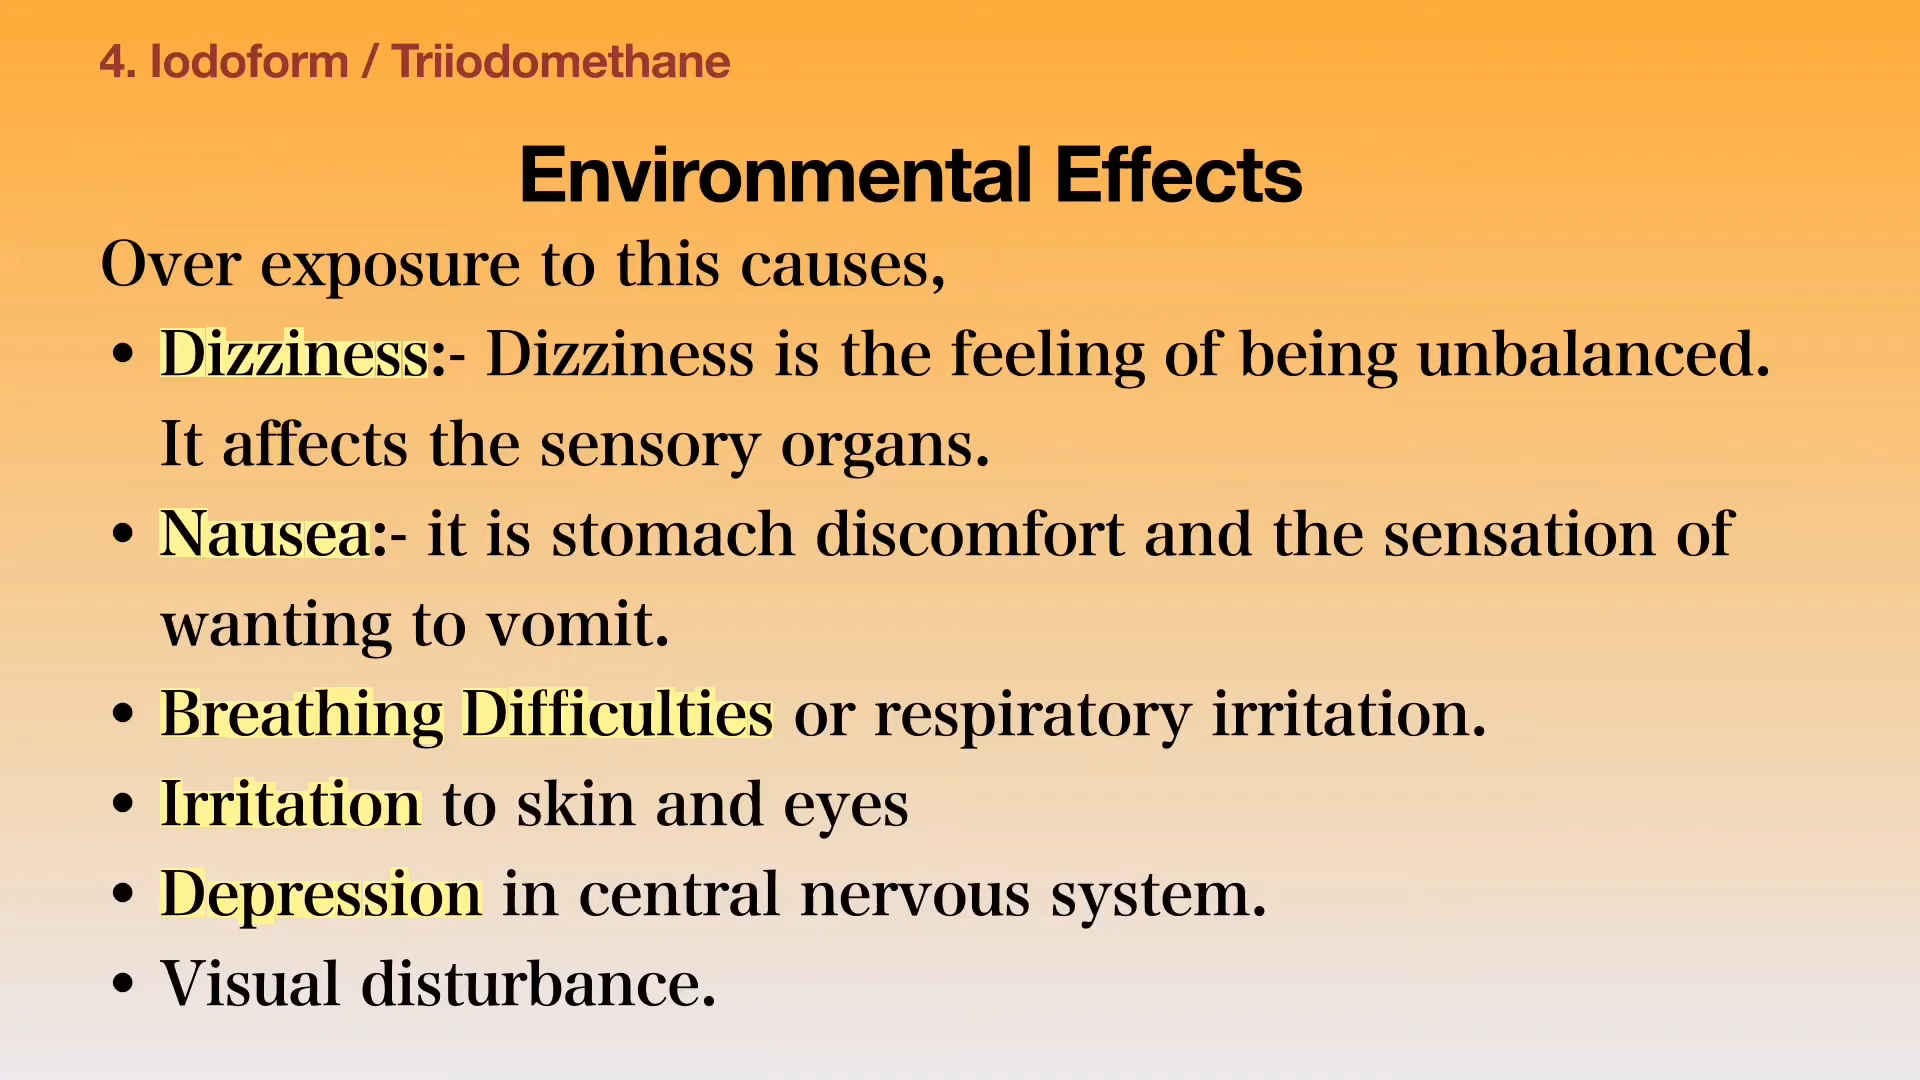 4. Iodoform / Triiodomethane
Environmental Effects
Over exposure to this causes,
• Dizziness:- Dizziness is the feeling of being unbalanced.
It affects the sensory organs.
• Nausea:- it is stomach discomfort and the sensation of
wanting to vomit.
• Breathing Difficulties or respiratory irritation.
• Irritation to skin and eyes
• Depression in central nervous system.
• Visual disturbance.